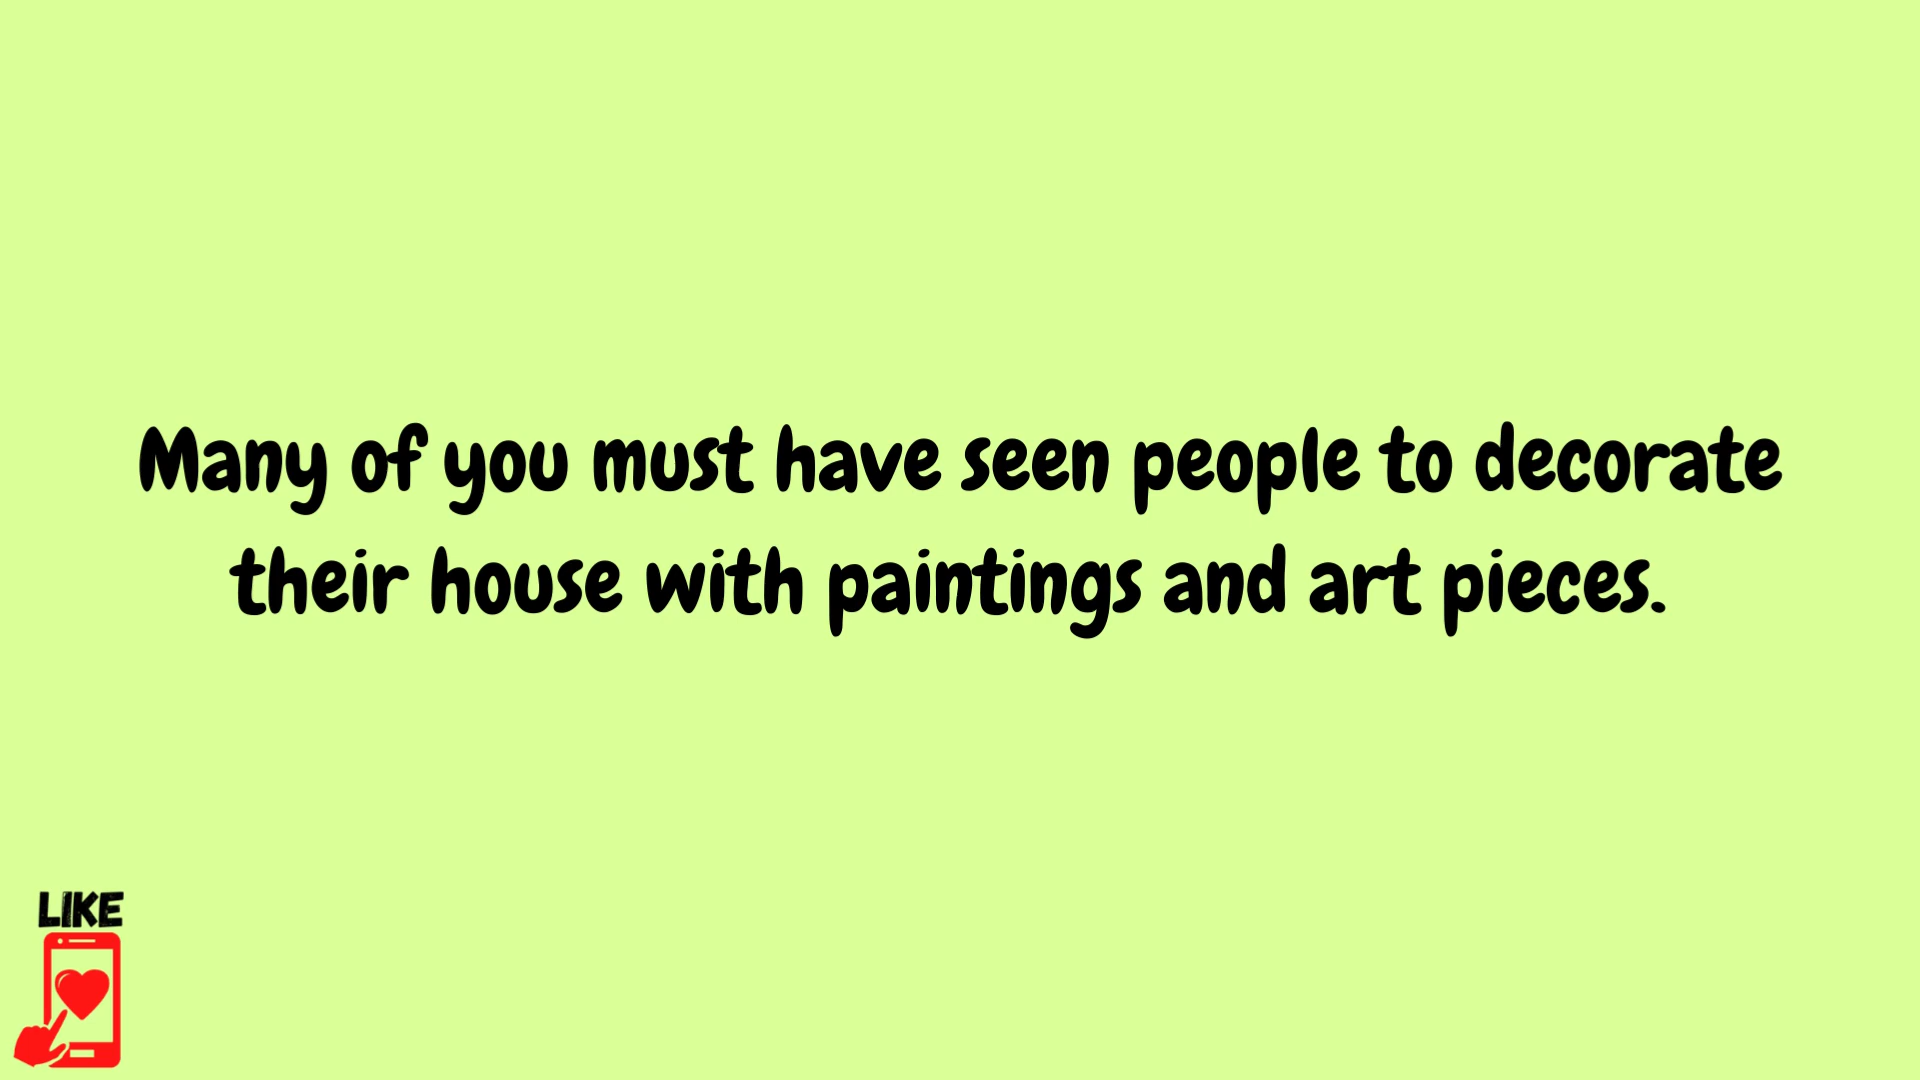 Many of you must have seen people to decorate
their house with paintings and art pieces.
LIKE